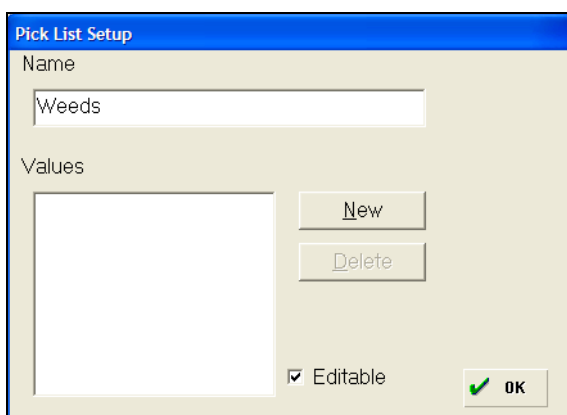 Pick List Setup
Name
Weeds
Values
New
Delete
Editable
OK